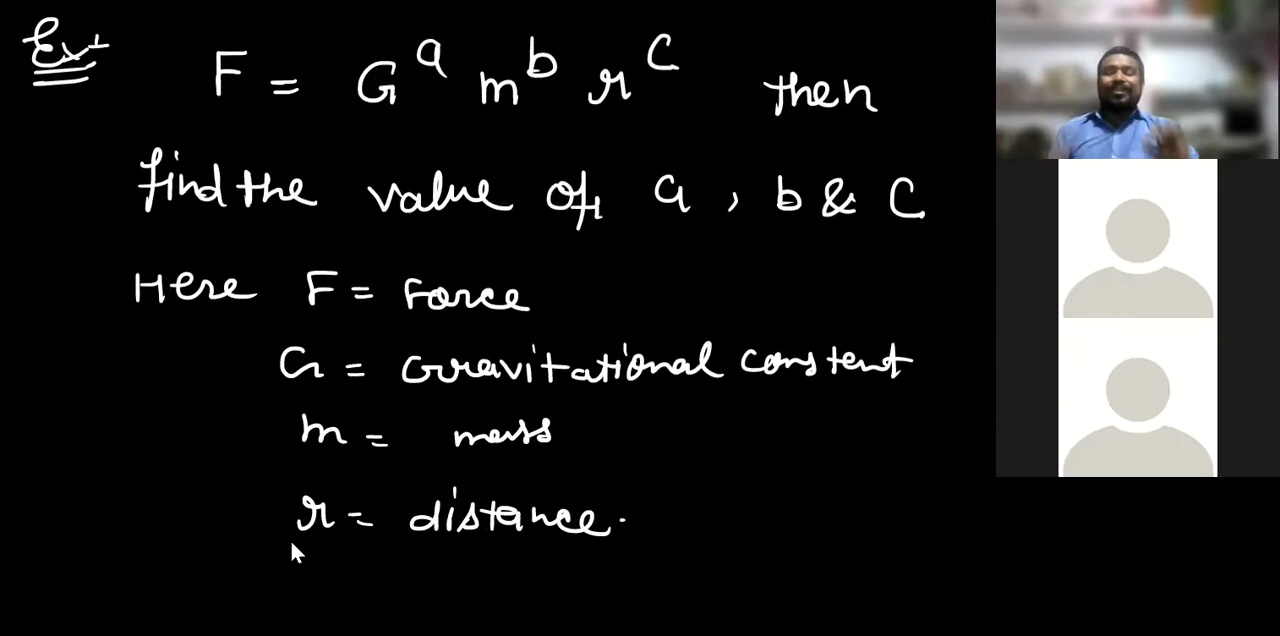 Ex:
F = G^a m^b r^c then
find the value of a, b & c
Here F = Force
G = Gravitational constent
m = mass
r = distance.